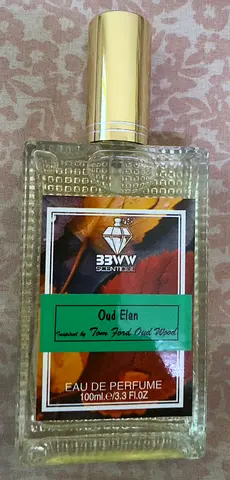 BBWW
SCENTIQUE
Oud Elan
Inspired by Tom Ford Oud Wood
EAU DE PERFUME
100ml.℮/3.3 Fl.OZ